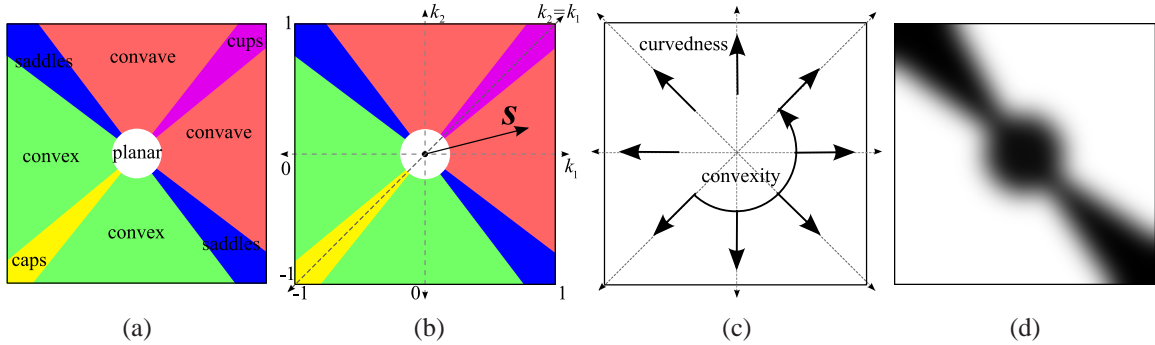 saddles
convave
cups
convave
convex
planar
convex
caps
saddles
(a)
1
k₂
k₂=k₁
S
0
k₁
-1
-1
0
1
(b)
curvedness
convexity
(c)
(d)